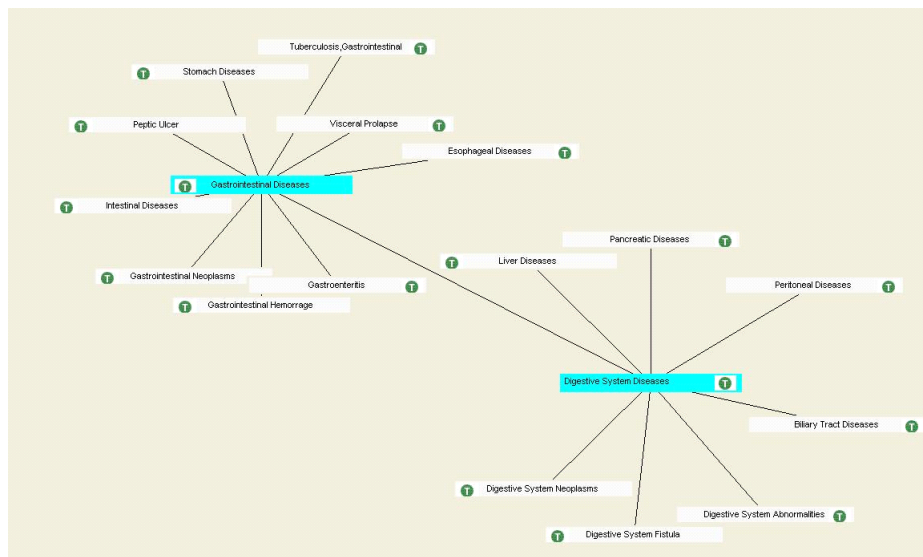 Tuberculosis,Gastrointestinal T
T Stomach Diseases
T Peptic Ulcer
Visceral Prolapse T
Esophageal Diseases T
T Gastrointestinal Diseases
Intestinal Diseases T
Pancreatic Diseases T
T Liver Diseases
T Gastrointestinal Neoplasms
Gastroenteritis T
Peritoneal Diseases T
T Gastrointestinal Hemorrage
Digestive System Diseases T
Biliary Tract Diseases T
T Digestive System Neoplasms
Digestive System Abnormalities T
T Digestive System Fistula